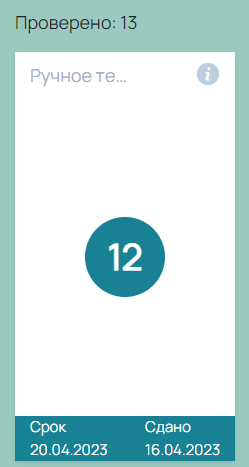 Проверено: 13
Ручное те...
i
12
Срок Сдано
20.04.2023 16.04.2023